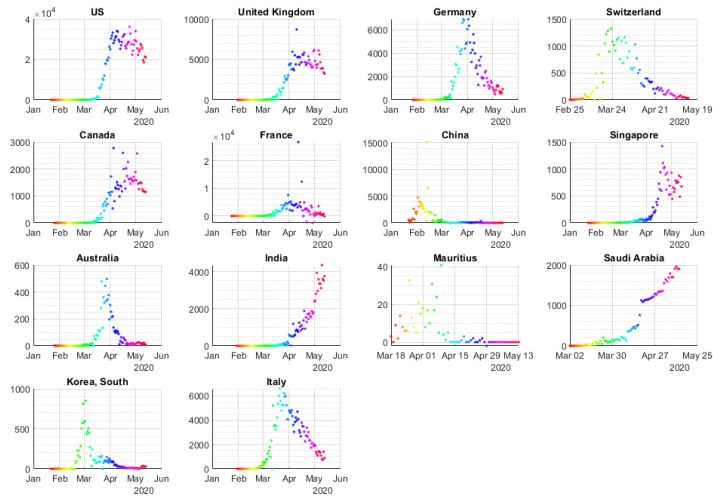 US
× 10^4
4
2
0
Jan Feb Mar Apr May Jun
2020
United Kingdom
10000
5000
0
Jan Feb Mar Apr May Jun
2020
Germany
6000
4000
2000
0
Jan Feb Mar Apr May Jun
2020
Switzerland
1500
1000
500
0
Feb 25 Mar 24 Apr 21 May 19
2020
Canada
3000
2000
1000
0
Jan Feb Mar Apr May Jun
2020
France
× 10^4
2
1
0
Jan Feb Mar Apr May Jun
2020
China
15000
10000
5000
0
Jan Feb Mar Apr May Jun
2020
Singapore
1500
1000
500
0
Jan Feb Mar Apr May Jun
2020
Australia
600
400
200
0
Jan Feb Mar Apr May Jun
2020
India
4000
2000
0
Jan Feb Mar Apr May Jun
2020
Mauritius
40
20
0
Mar 18 Apr 01 Apr 15 Apr 29 May 13
2020
Saudi Arabia
2000
1000
0
Mar 02 Mar 30 Apr 27 May 25
2020
Korea, South
1000
500
0
Jan Feb Mar Apr May Jun
2020
Italy
6000
4000
2000
0
Jan Feb Mar Apr May Jun
2020